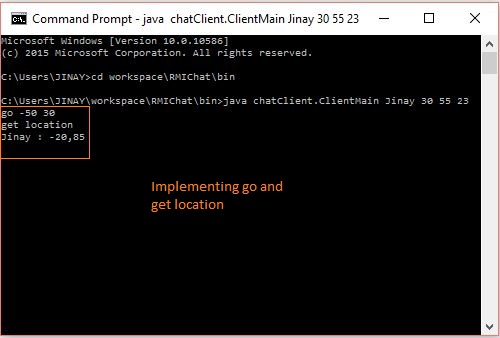 Command Prompt - java chatClient.ClientMain Jinay 30 55 23
Microsoft Windows [Version 10.0.10586]
(c) 2015 Microsoft Corporation. All rights reserved.
C:\Users\JINAY>cd workspace\RMIChat\bin
C:\Users\JINAY\workspace\RMIChat\bin>java chatClient.ClientMain Jinay 30 55 23
go -50 30
get location
Jinay : -20,85
Implementing go and
get location